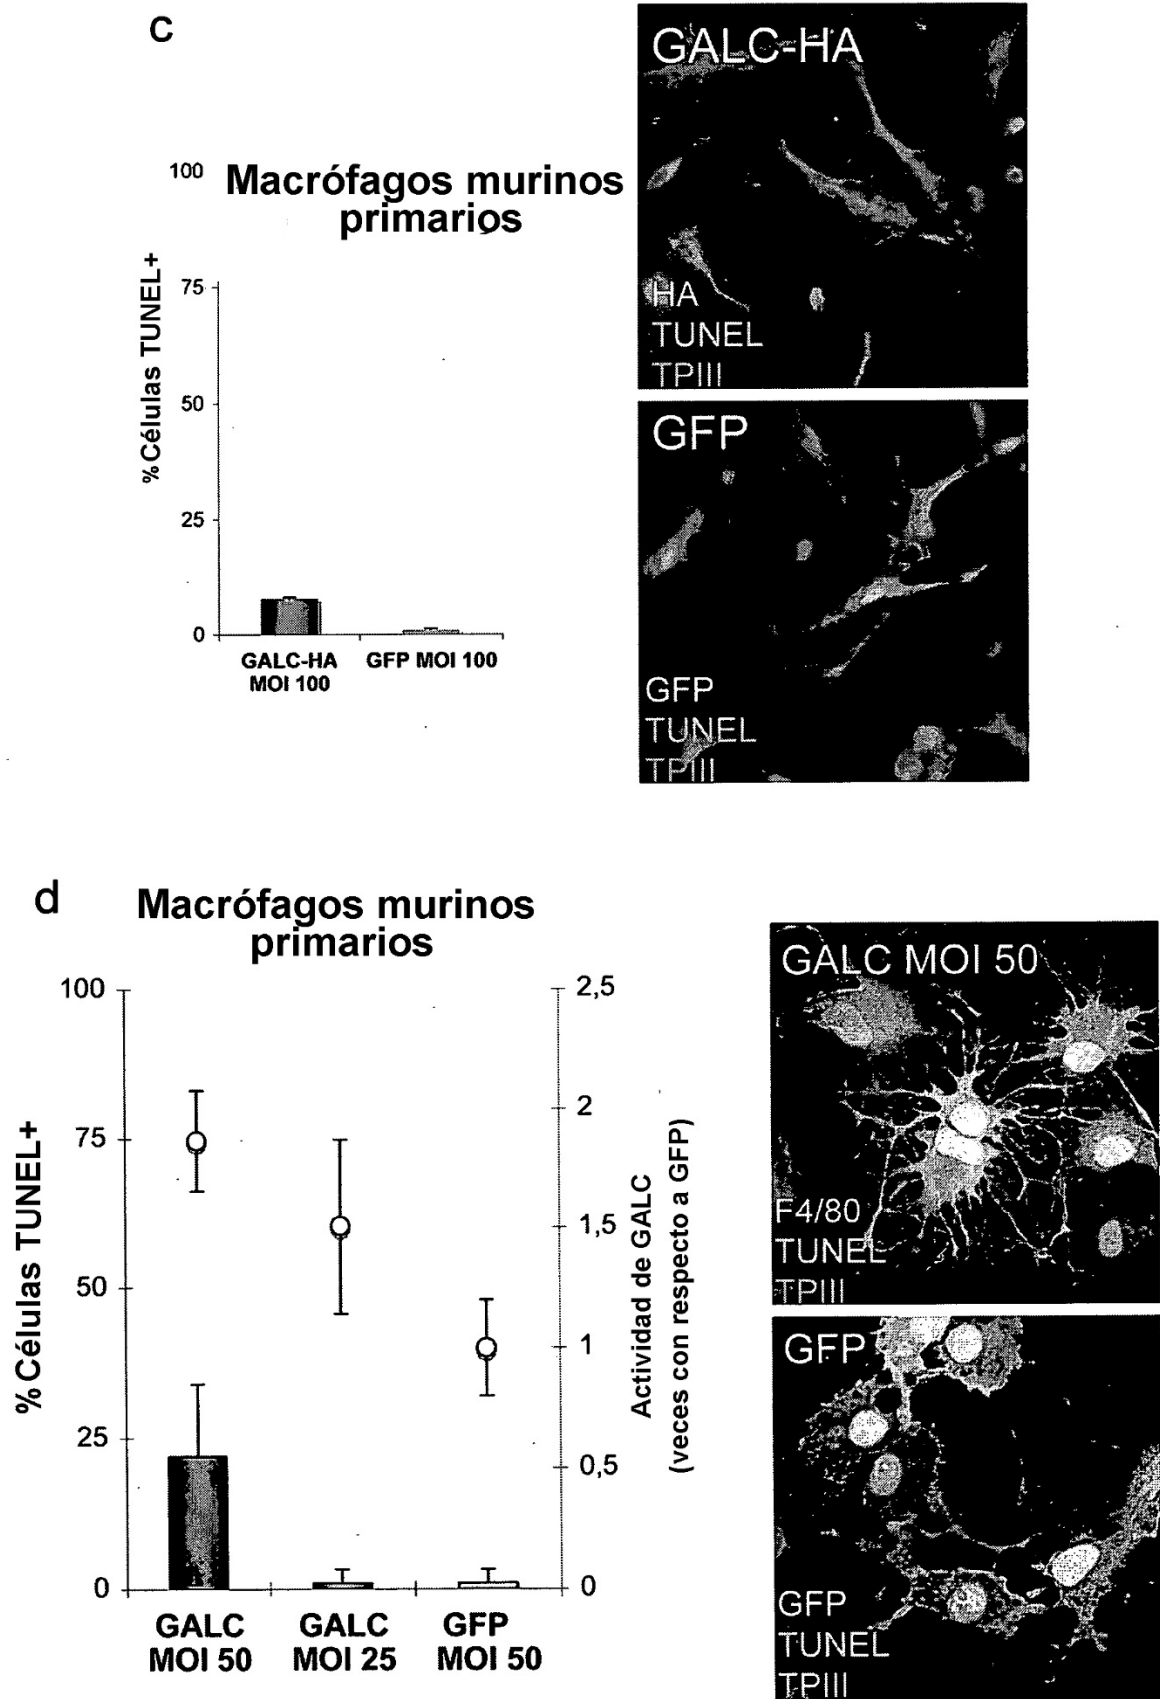 c
Macrófagos murinos
primarios
%Células TUNEL+
100
75
50
25
0
GALC-HA
MOI 100
GFP MOI 100
GALC-HA
HA
TUNEL
TPIII
GFP
GFP
TUNEL
TPIII
d
Macrófagos murinos
primarios
% Células TUNEL+
100
75
50
25
0
2,5
2
1,5
1
0,5
0
Actividad de GALC
(veces con respecto a GFP)
GALC
MOI 50
GALC
MOI 25
GFP
MOI 50
GALC MOI 50
F4/80
TUNEL
TPIII
GFP
GFP
TUNEL
TPIII